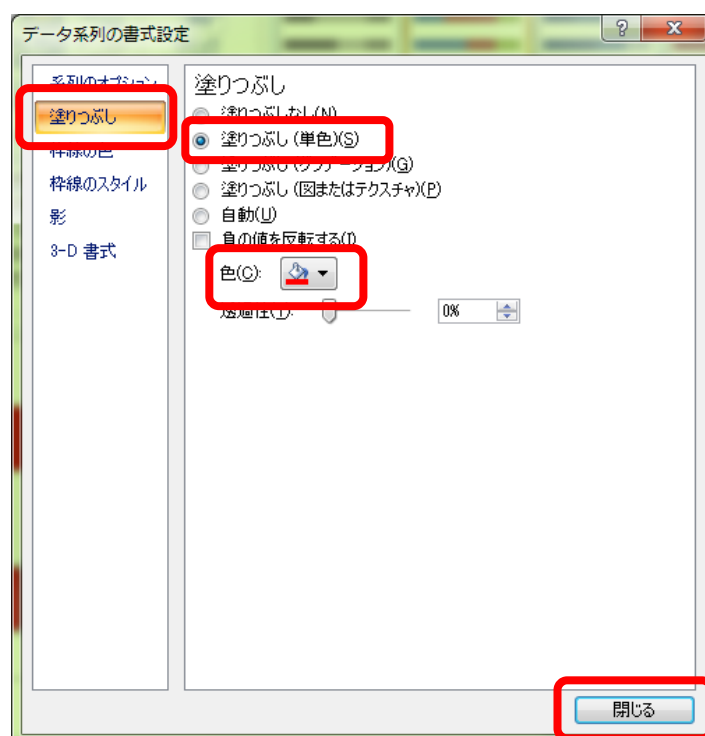 データ系列の書式設定
系列のオプション
塗りつぶし
枠線の色
枠線のスタイル
影
3-D 書式
塗りつぶし
塗りつぶしなし(N)
塗りつぶし (単色)(S)
塗りつぶし (グラデーション)(G)
塗りつぶし (図またはテクスチャ)(P)
自動(U)
負の値を反転する(I)
色(C):
透過性(T): 0%
閉じる